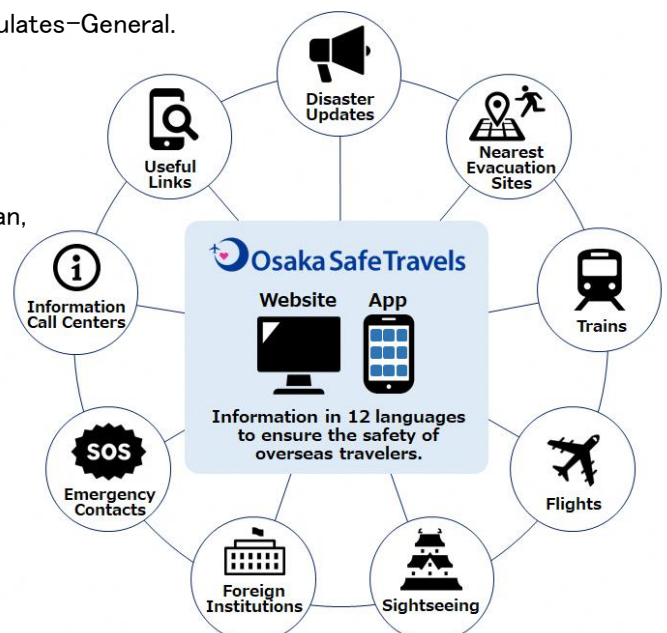 ulates-General.
an,
Disaster
Updates
Nearest
Evacuation
Sites
Trains
Flights
Sightseeing
Foreign
Institutions
SOS
Emergency
Contacts
i
Information
Call Centers
Useful
Links
Osaka Safe Travels
Website App
Information in 12 languages
to ensure the safety of
overseas travelers.